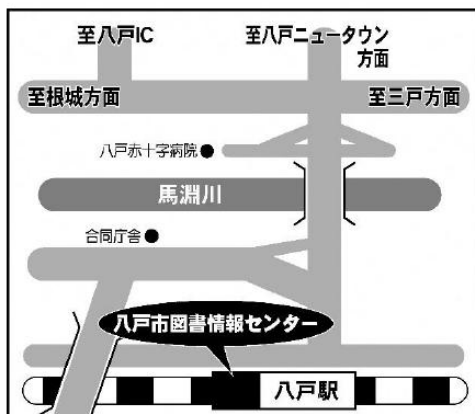 至八戸IC
至八戸ニュータウン
方面
至根城方面
至三戸方面
八戸赤十字病院
馬淵川
合同庁舎
八戸市図書情報センター
八戸駅